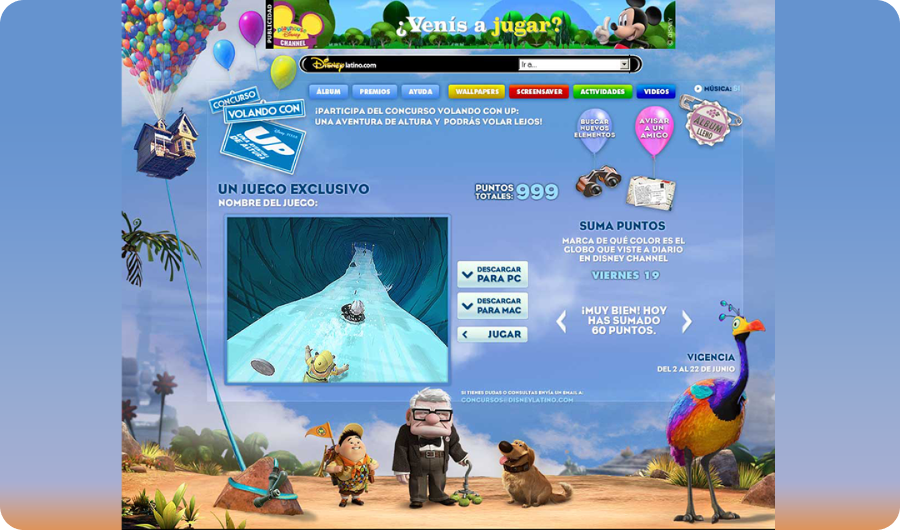 PUBLICIDAD
Playhouse
Disney
CHANNEL
¿Venís a jugar?
© DISNEY
Disney latino.com
Ir a...
CONCURSO
VOLANDO CON
DISNEY · PIXAR
UP
UNA AVENTURA
DE ALTURA
ÁLBUM
PREMIOS
AYUDA
WALLPAPERS
SCREENSAVER
ACTIVIDADES
VIDEOS
MÚSICA: SI
¡PARTICIPA DEL CONCURSO VOLANDO CON UP:
UNA AVENTURA DE ALTURA Y PODRÁS VOLAR LEJOS!
BUSCAR
NUEVOS
ELEMENTOS
AVISAR
A UN
AMICO
ÁLBUM
LLENO
UN JUEGO EXCLUSIVO
NOMBRE DEL JUEGO:
PUNTOS
TOTALES: 999
DESCARGAR
PARA PC
DESCARGAR
PARA MAC
JUGAR
SUMA PUNTOS
MARCA DE QUÉ COLOR ES EL
GLOBO QUE VISTE A DIARIO
EN DISNEY CHANNEL
VIERNES 19
¡MUY BIEN! HOY
HAS SUMADO
60 PUNTOS.
VIGENCIA
DEL 2 AL 22 DE JUNIO
SI TIENES DUDAS O CONSULTAS ENVÍA UN EMAIL A:
CONCURSOS@DISNEYLATINO.COM